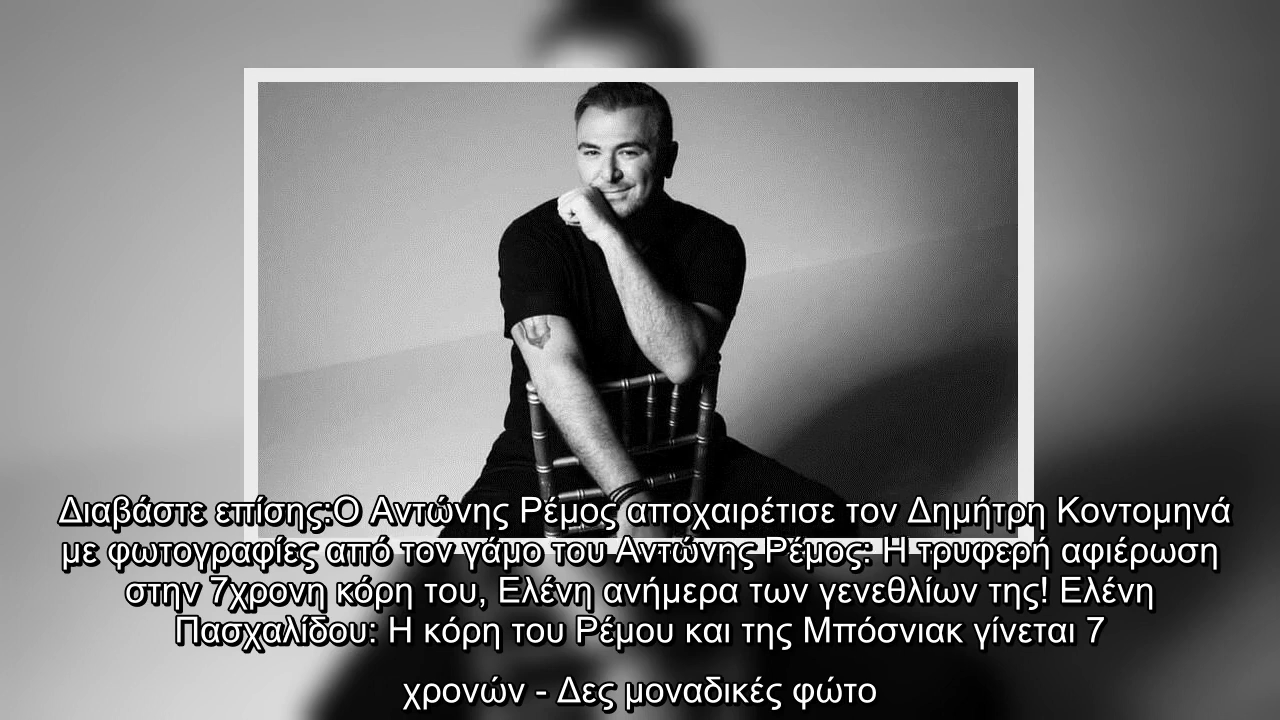 Διαβάστε επίσης:Ο Αντώνης Ρέμος αποχαιρέτισε τον Δημήτρη Κοντομηνά
με φωτογραφίες από τον γάμο του Αντώνης Ρέμος: Η τρυφερή αφιέρωση
στην 7χρονη κόρη του, Ελένη ανήμερα των γενεθλίων της! Ελένη
Πασχαλίδου: Η κόρη του Ρέμου και της Μπόσνιακ γίνεται 7
χρονών - Δες μοναδικές φώτο